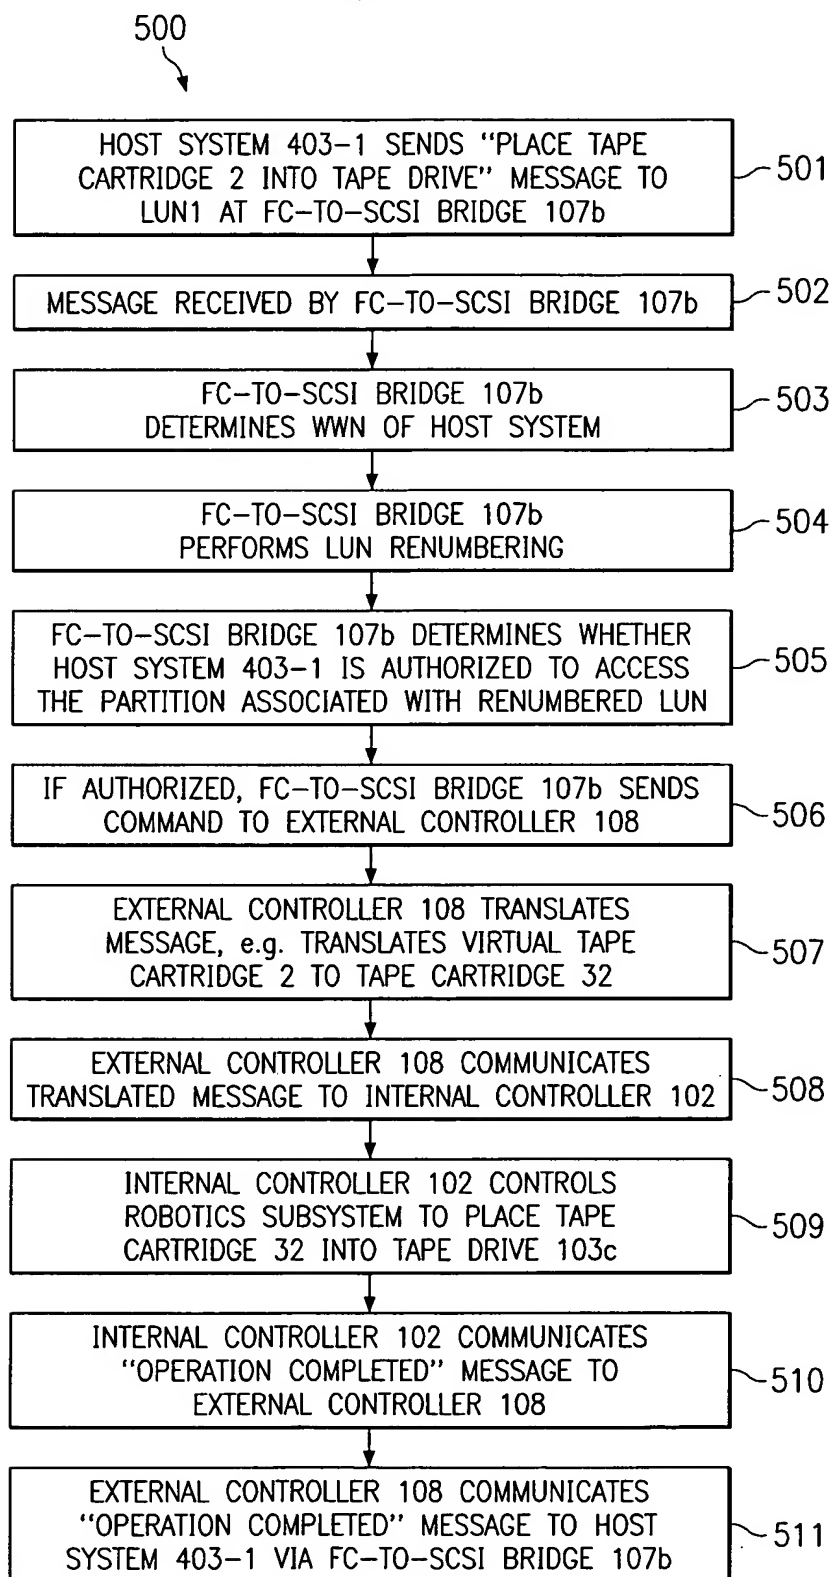 500
HOST SYSTEM 403-1 SENDS "PLACE TAPE
CARTRIDGE 2 INTO TAPE DRIVE" MESSAGE TO
LUN1 AT FC-TO-SCSI BRIDGE 107b
501
MESSAGE RECEIVED BY FC-TO-SCSI BRIDGE 107b
502
FC-TO-SCSI BRIDGE 107b
DETERMINES WWN OF HOST SYSTEM
503
FC-TO-SCSI BRIDGE 107b
PERFORMS LUN RENUMBERING
504
FC-TO-SCSI BRIDGE 107b DETERMINES WHETHER
HOST SYSTEM 403-1 IS AUTHORIZED TO ACCESS
THE PARTITION ASSOCIATED WITH RENUMBERED LUN
505
IF AUTHORIZED, FC-TO-SCSI BRIDGE 107b SENDS
COMMAND TO EXTERNAL CONTROLLER 108
506
EXTERNAL CONTROLLER 108 TRANSLATES
MESSAGE, e.g. TRANSLATES VIRTUAL TAPE
CARTRIDGE 2 TO TAPE CARTRIDGE 32
507
EXTERNAL CONTROLLER 108 COMMUNICATES
TRANSLATED MESSAGE TO INTERNAL CONTROLLER 102
508
INTERNAL CONTROLLER 102 CONTROLS
ROBOTICS SUBSYSTEM TO PLACE TAPE
CARTRIDGE 32 INTO TAPE DRIVE 103c
509
INTERNAL CONTROLLER 102 COMMUNICATES
"OPERATION COMPLETED" MESSAGE TO
EXTERNAL CONTROLLER 108
510
EXTERNAL CONTROLLER 108 COMMUNICATES
"OPERATION COMPLETED" MESSAGE TO HOST
SYSTEM 403-1 VIA FC-TO-SCSI BRIDGE 107b
511